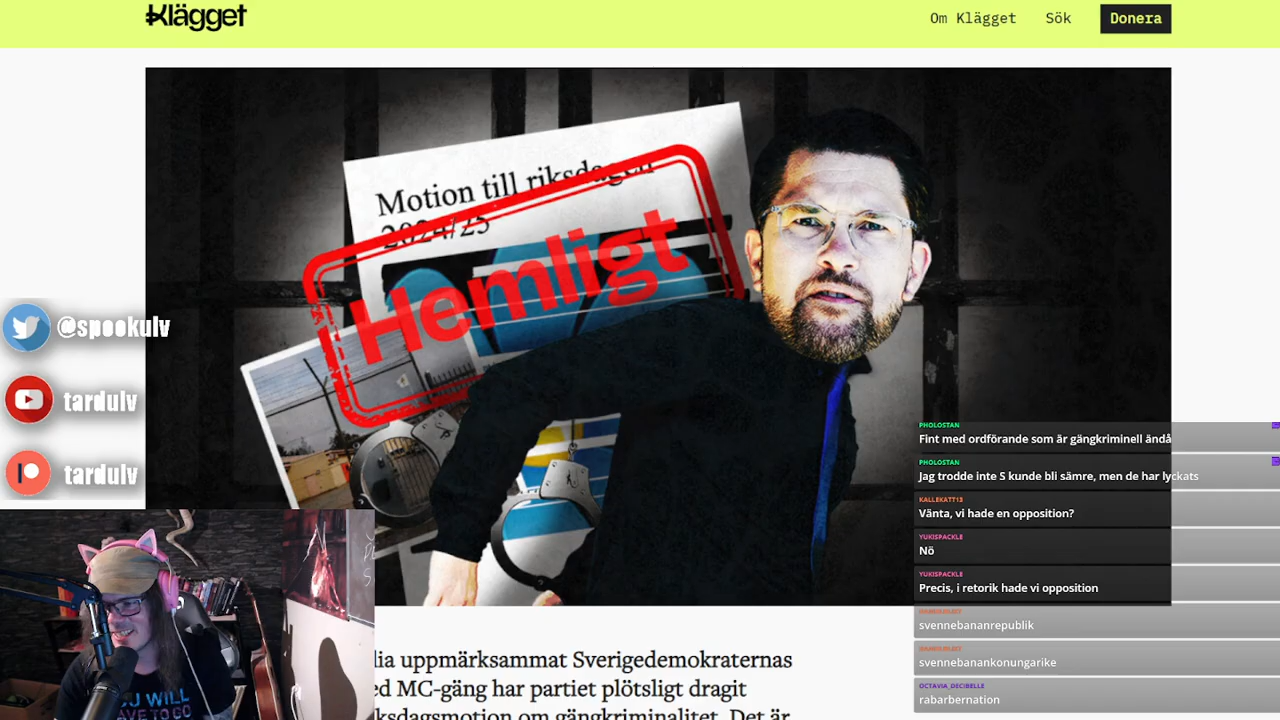 Klägget
Om Klägget
Sök
Donera
Motion till riksdagen
2024/25
Hemligt
@spookulv
tardulv
tardulv
PHOLOSTAN
Fint med ordförande som är gängkriminell ändå
PHOLOSTAN
Jag trodde inte S kunde bli sämre, men de har lyckats
KALLEKATT13
Vänta, vi hade en opposition?
YUKISPACKLE
Nö
YUKISPACKLE
Precis, i retorik hade vi opposition
svennebananrepublik
svennebanankonungarike
OCTAVIA_DECIBELLE
rabarbernation
uppmärksammat Sverigedemokraternas
MC-gäng har partiet plötsligt dragit
om gängkriminalitet. Det är